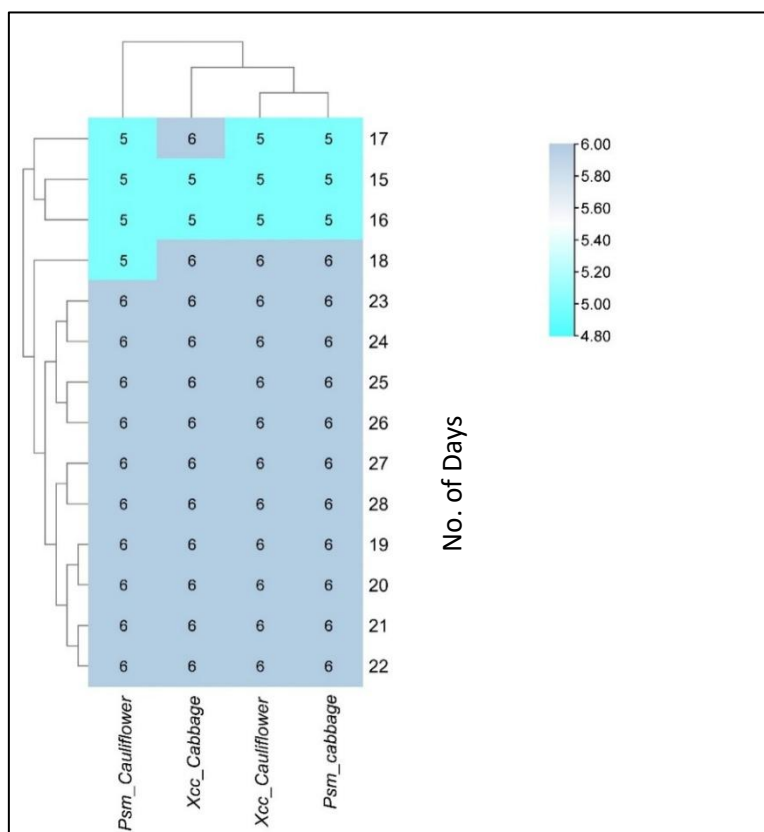 5 6 5 5 17
5 5 5 5 15
5 5 5 5 16
5 6 6 6 18
6 6 6 6 23
6 6 6 6 24
6 6 6 6 25
6 6 6 6 26
6 6 6 6 27
6 6 6 6 28
6 6 6 6 19
6 6 6 6 20
6 6 6 6 21
6 6 6 6 22
Psm_Cauliflower
Xcc_Cabbage
Xcc_Cauliflower
Psm_cabbage
No. of Days
6.00
5.80
5.60
5.40
5.20
5.00
4.80